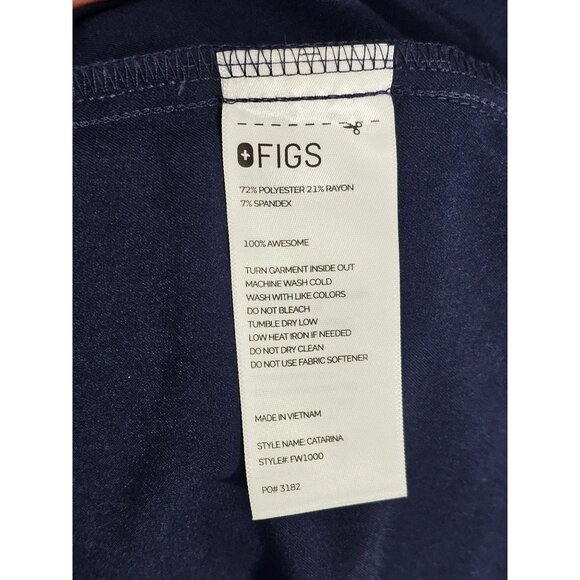 FIGS
72% POLYESTER 21% RAYON
7% SPANDEX
100% AWESOME
TURN GARMENT INSIDE OUT
MACHINE WASH COLD
WASH WITH LIKE COLORS
DO NOT BLEACH
TUMBLE DRY LOW
LOW HEAT IRON IF NEEDED
DO NOT DRY CLEAN
DO NOT USE FABRIC SOFTENER
MADE IN VIETNAM
STYLE NAME: CATARINA
STYLE#: FW1000
PO# 3182